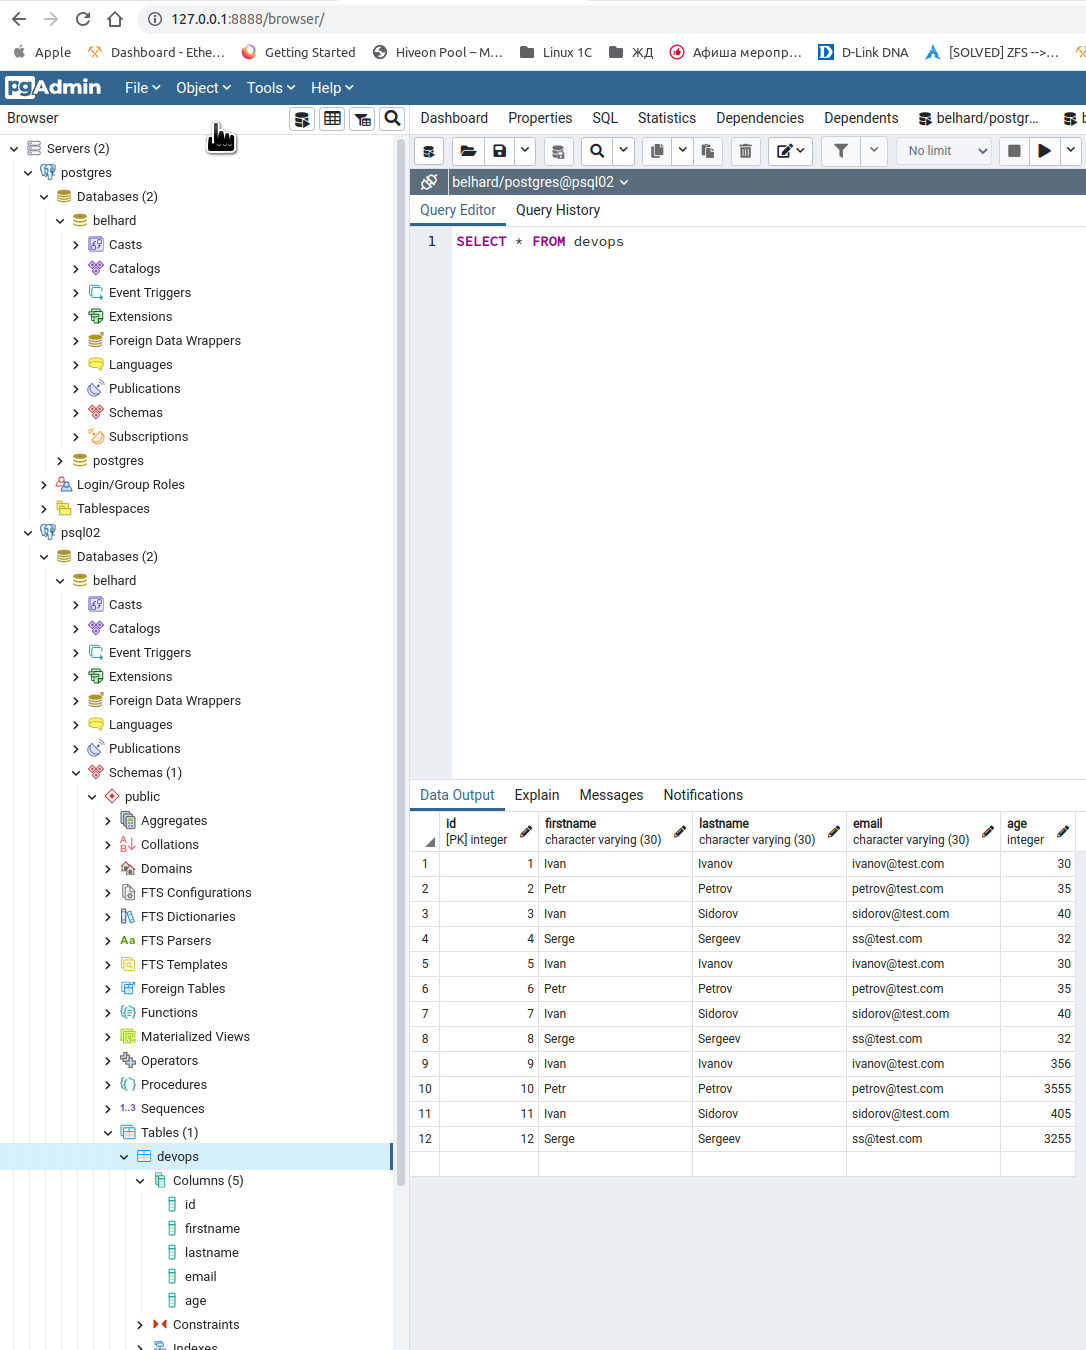 127.0.0.1:8888/browser/
Apple Dashboard - Ethe... Getting Started Hiveon Pool – M... Linux 1C ЖД Афиша меропр... D-Link DNA [SOLVED] ZFS -->...
pgAdmin File Object Tools Help
Browser
Dashboard Properties SQL Statistics Dependencies Dependents belhard/postgr... b
No limit
belhard/postgres@psql02
Query Editor Query History
1 SELECT * FROM devops
Servers (2)
postgres
Databases (2)
belhard
Casts
Catalogs
Event Triggers
Extensions
Foreign Data Wrappers
Languages
Publications
Schemas
Subscriptions
postgres
Login/Group Roles
Tablespaces
psql02
Databases (2)
belhard
Casts
Catalogs
Event Triggers
Extensions
Foreign Data Wrappers
Languages
Publications
Schemas (1)
public
Aggregates
Collations
Domains
FTS Configurations
FTS Dictionaries
Aa FTS Parsers
FTS Templates
Foreign Tables
Functions
Materialized Views
Operators
Procedures
1..3 Sequences
Tables (1)
devops
Columns (5)
id
firstname
lastname
email
age
Constraints
Indexes
Data Output Explain Messages Notifications
id firstname lastname email age
[PK] integer character varying (30) character varying (30) character varying (30) integer
1 1 Ivan Ivanov ivanov@test.com 30
2 2 Petr Petrov petrov@test.com 35
3 3 Ivan Sidorov sidorov@test.com 40
4 4 Serge Sergeev ss@test.com 32
5 5 Ivan Ivanov ivanov@test.com 30
6 6 Petr Petrov petrov@test.com 35
7 7 Ivan Sidorov sidorov@test.com 40
8 8 Serge Sergeev ss@test.com 32
9 9 Ivan Ivanov ivanov@test.com 356
10 10 Petr Petrov petrov@test.com 3555
11 11 Ivan Sidorov sidorov@test.com 405
12 12 Serge Sergeev ss@test.com 3255